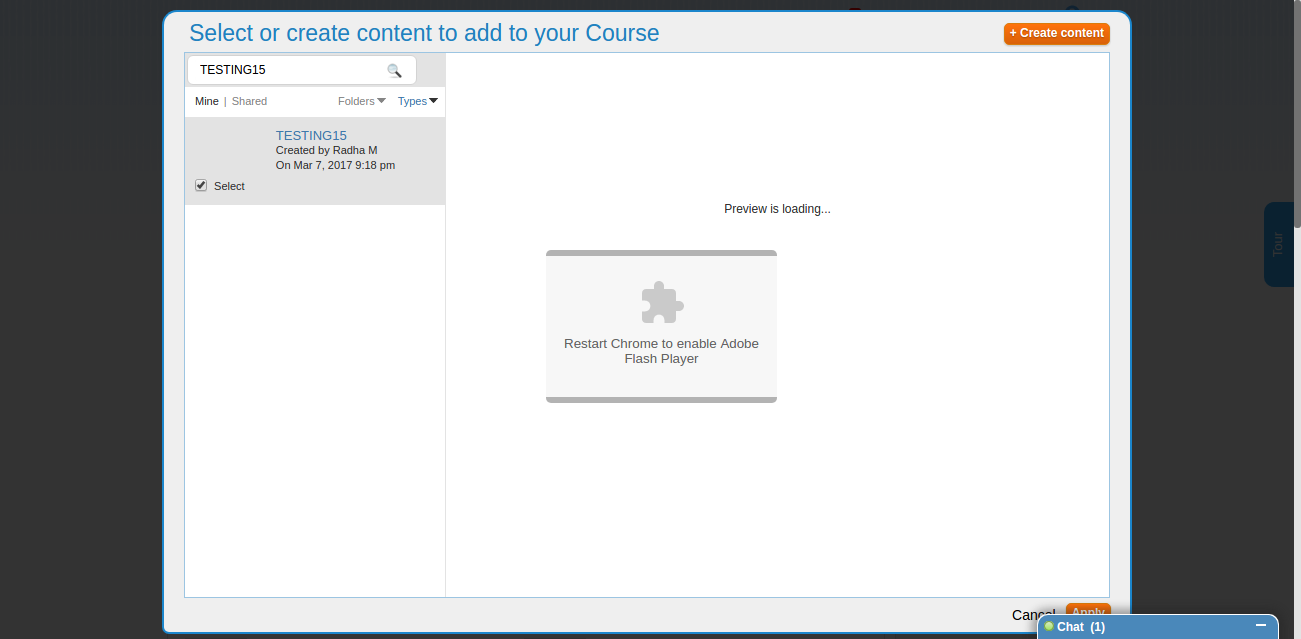 Select or create content to add to your Course
+ Create content
TESTING15
Mine | Shared
Folders
Types
TESTING15
Created by Radha M
On Mar 7, 2017 9:18 pm
Select
Preview is loading...
Restart Chrome to enable Adobe
Flash Player
Tour
Cancel
Apply
Chat (1)